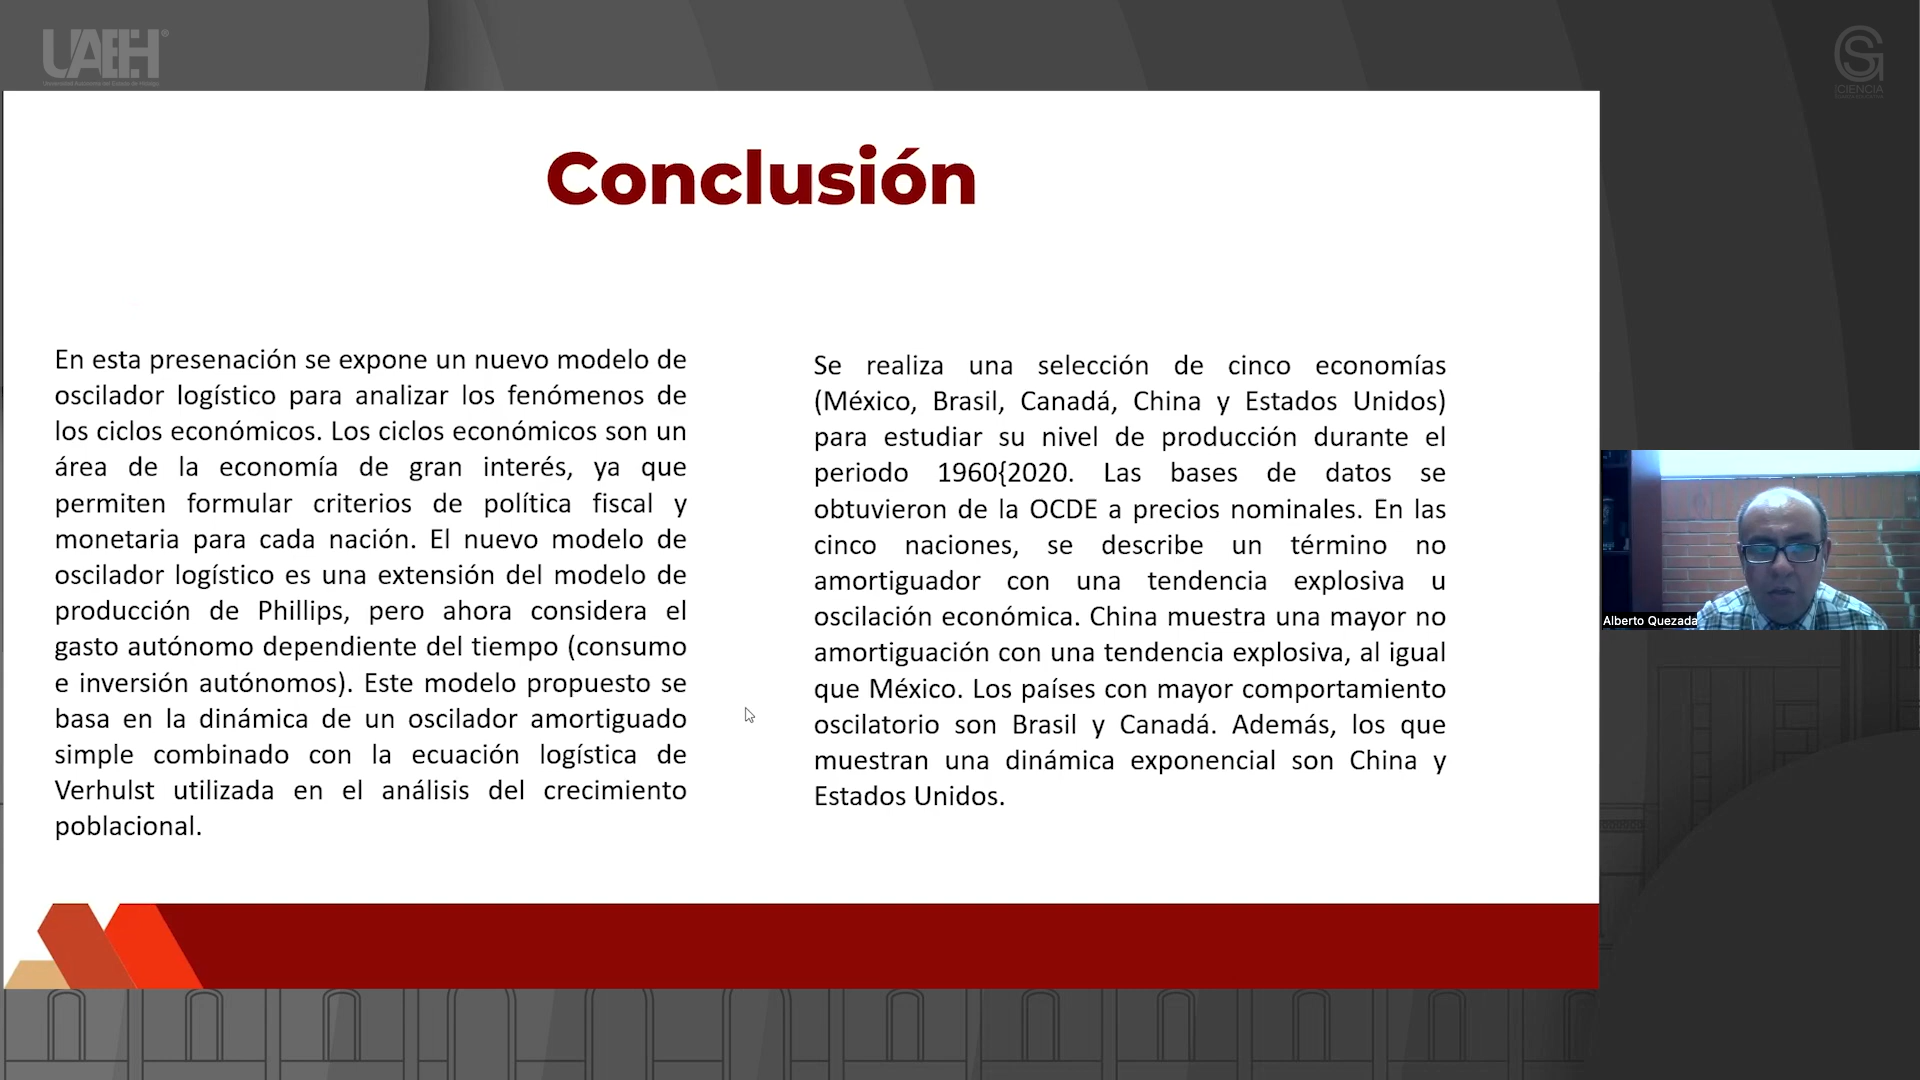 UAEH
Conclusión
En esta presenación se expone un nuevo modelo de
oscilador logístico para analizar los fenómenos de
los ciclos económicos. Los ciclos económicos son un
área de la economía de gran interés, ya que
permiten formular criterios de política fiscal y
monetaria para cada nación. El nuevo modelo de
oscilador logístico es una extensión del modelo de
producción de Phillips, pero ahora considera el
gasto autónomo dependiente del tiempo (consumo
e inversión autónomos). Este modelo propuesto se
basa en la dinámica de un oscilador amortiguado
simple combinado con la ecuación logística de
Verhulst utilizada en el análisis del crecimiento
poblacional.
Se realiza una selección de cinco economías
(México, Brasil, Canadá, China y Estados Unidos)
para estudiar su nivel de producción durante el
periodo 1960{2020. Las bases de datos se
obtuvieron de la OCDE a precios nominales. En las
cinco naciones, se describe un término no
amortiguador con una tendencia explosiva u
oscilación económica. China muestra una mayor no
amortiguación con una tendencia explosiva, al igual
que México. Los países con mayor comportamiento
oscilatorio son Brasil y Canadá. Además, los que
muestran una dinámica exponencial son China y
Estados Unidos.
CIENCIA
Alberto Quezada